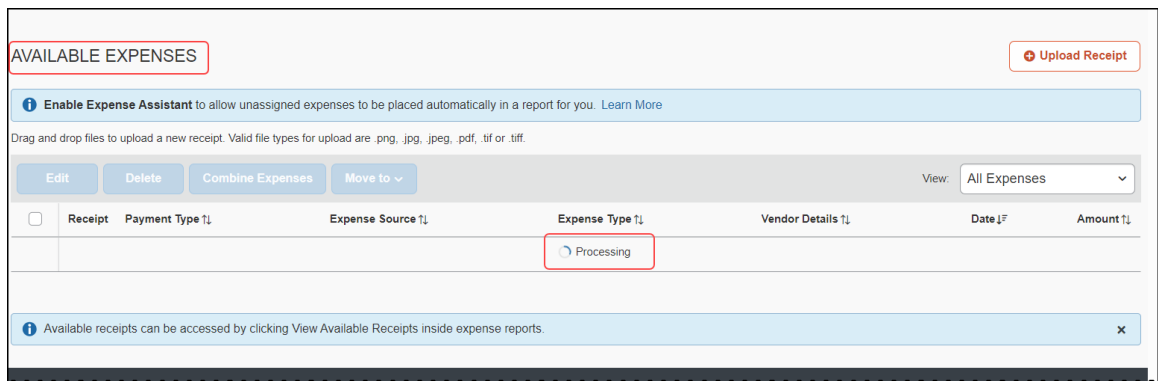 AVAILABLE EXPENSES
Upload Receipt
Enable Expense Assistant to allow unassigned expenses to be placed automatically in a report for you. Learn More
Drag and drop files to upload a new receipt. Valid file types for upload are .png, .jpg, .jpeg, .pdf, .tif or .tiff.
Edit Delete Combine Expenses Move to View: All Expenses
Receipt Payment Type Expense Source Expense Type Vendor Details Date Amount
Processing
Available receipts can be accessed by clicking View Available Receipts inside expense reports.